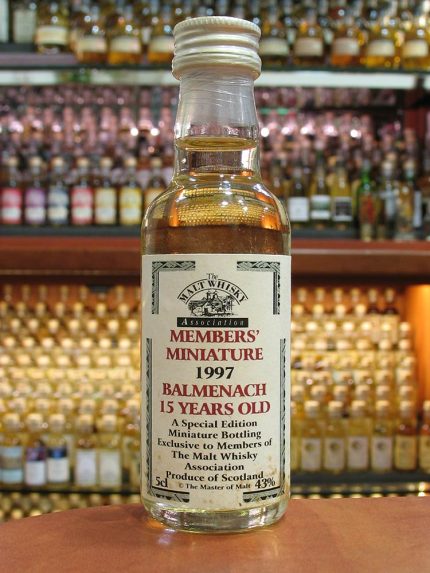 The
MALT WHISKY
Association
MEMBERS'
MINIATURE
1997
BALMENACH
15 YEARS OLD
A Special Edition
Miniature Bottling
Exclusive to Members of
The Malt Whisky
Association
Produce of Scotland
5cl © The Master of Malt 43%